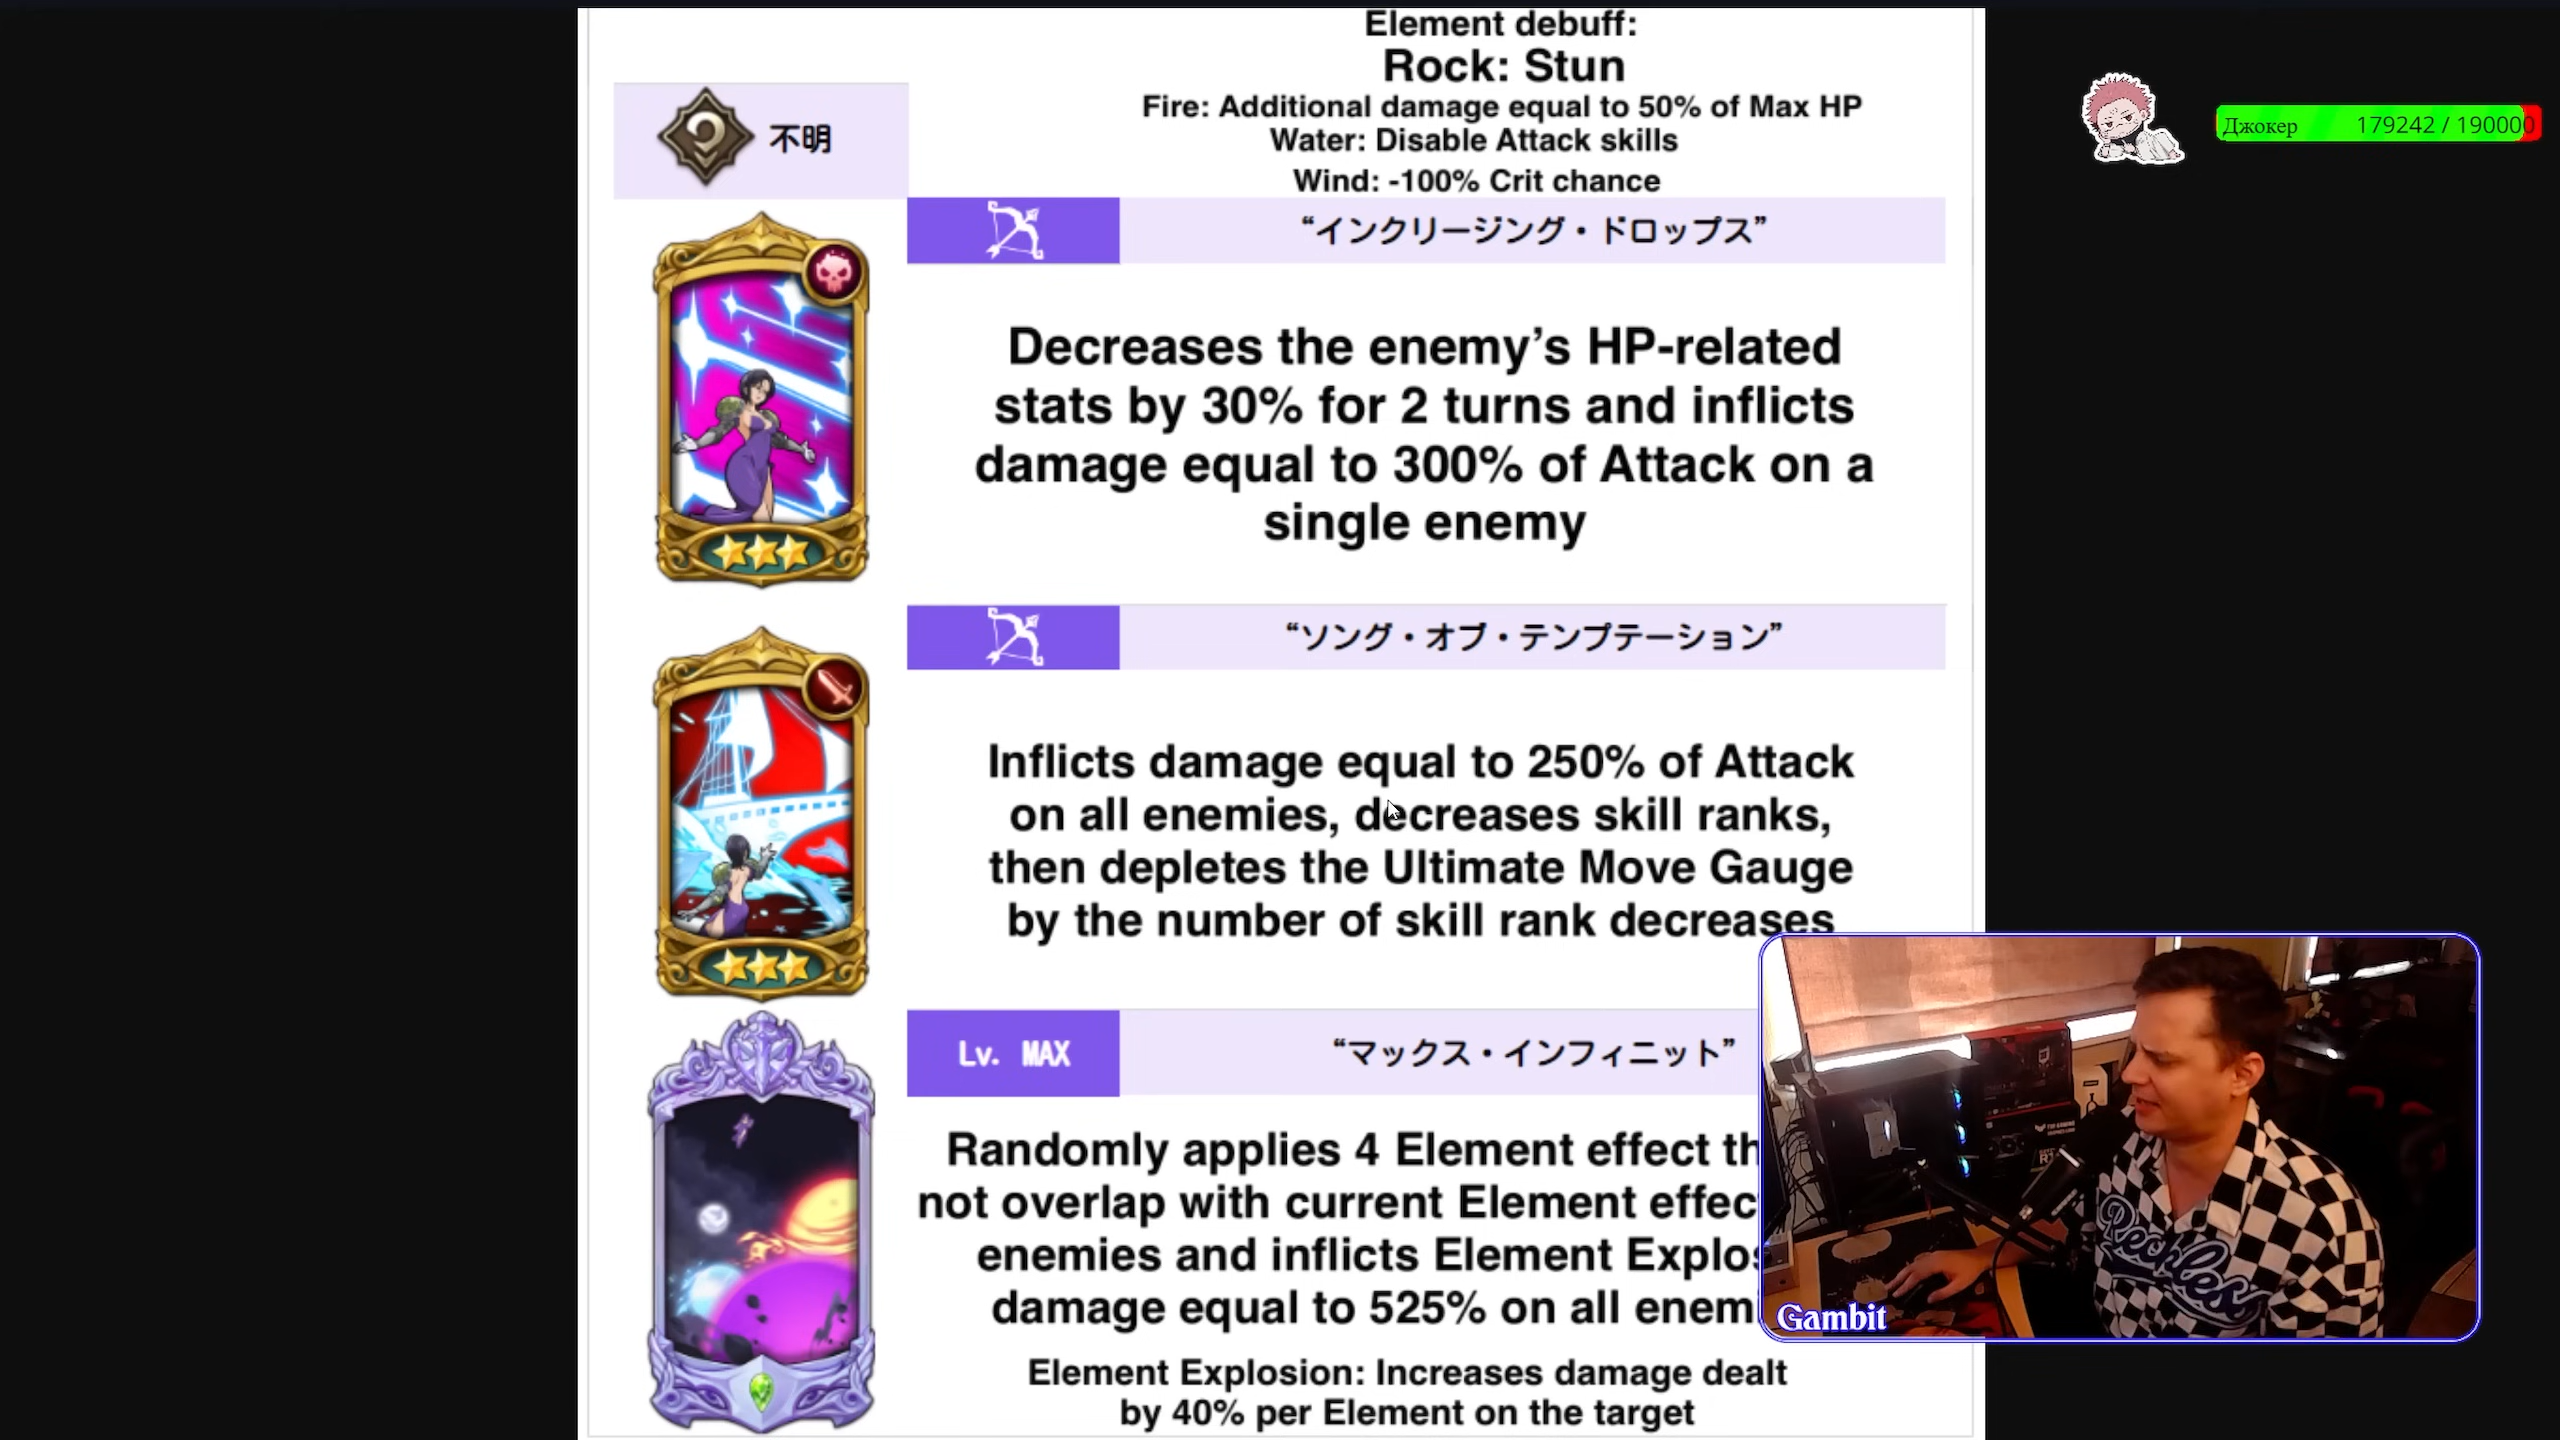 Element debuff:
Rock: Stun
Fire: Additional damage equal to 50% of Max HP
不明
Water: Disable Attack skills
Wind: -100% Crit chance
“インクリージング・ドロップス”
Decreases the enemy’s HP-related
stats by 30% for 2 turns and inflicts
damage equal to 300% of Attack on a
single enemy
“ソング・オブ・テンプテーション”
Inflicts damage equal to 250% of Attack
on all enemies, decreases skill ranks,
then depletes the Ultimate Move Gauge
by the number of skill rank decreases
Lv. MAX
“マックス・インフィニット”
Randomly applies 4 Element effect
not overlap with current Element
enemies and inflicts Element
damage equal to 525% on all
Element Explosion: Increases damage dealt
by 40% per Element on the target
Джокер 179242 / 190000
Reckless
Gambit